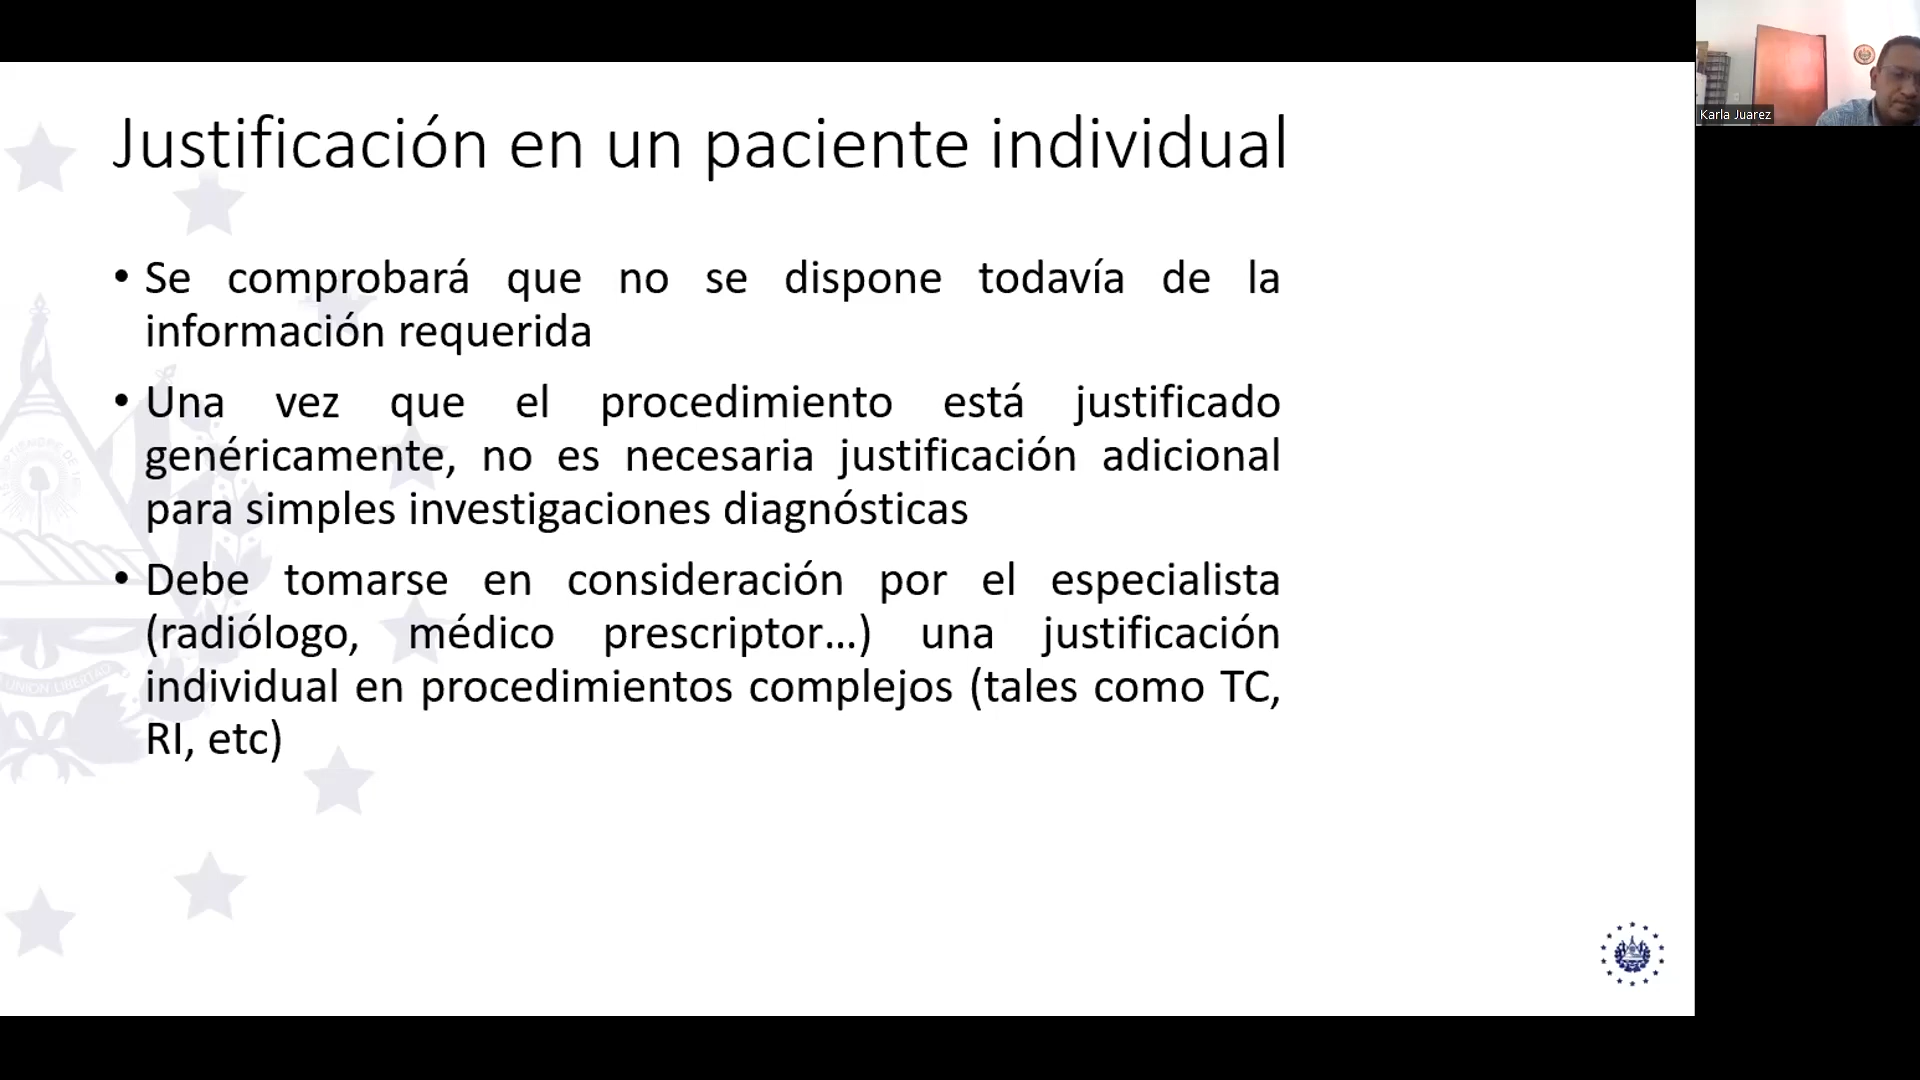 Justificación en un paciente individual
• Se comprobará que no se dispone todavía de la
información requerida
• Una vez que el procedimiento está justificado
genéricamente, no es necesaria justificación adicional
para simples investigaciones diagnósticas
• Debe tomarse en consideración por el especialista
(radiólogo, médico prescriptor…) una justificación
individual en procedimientos complejos (tales como TC,
RI, etc)
Karla Juarez
UNION LIBERTAD